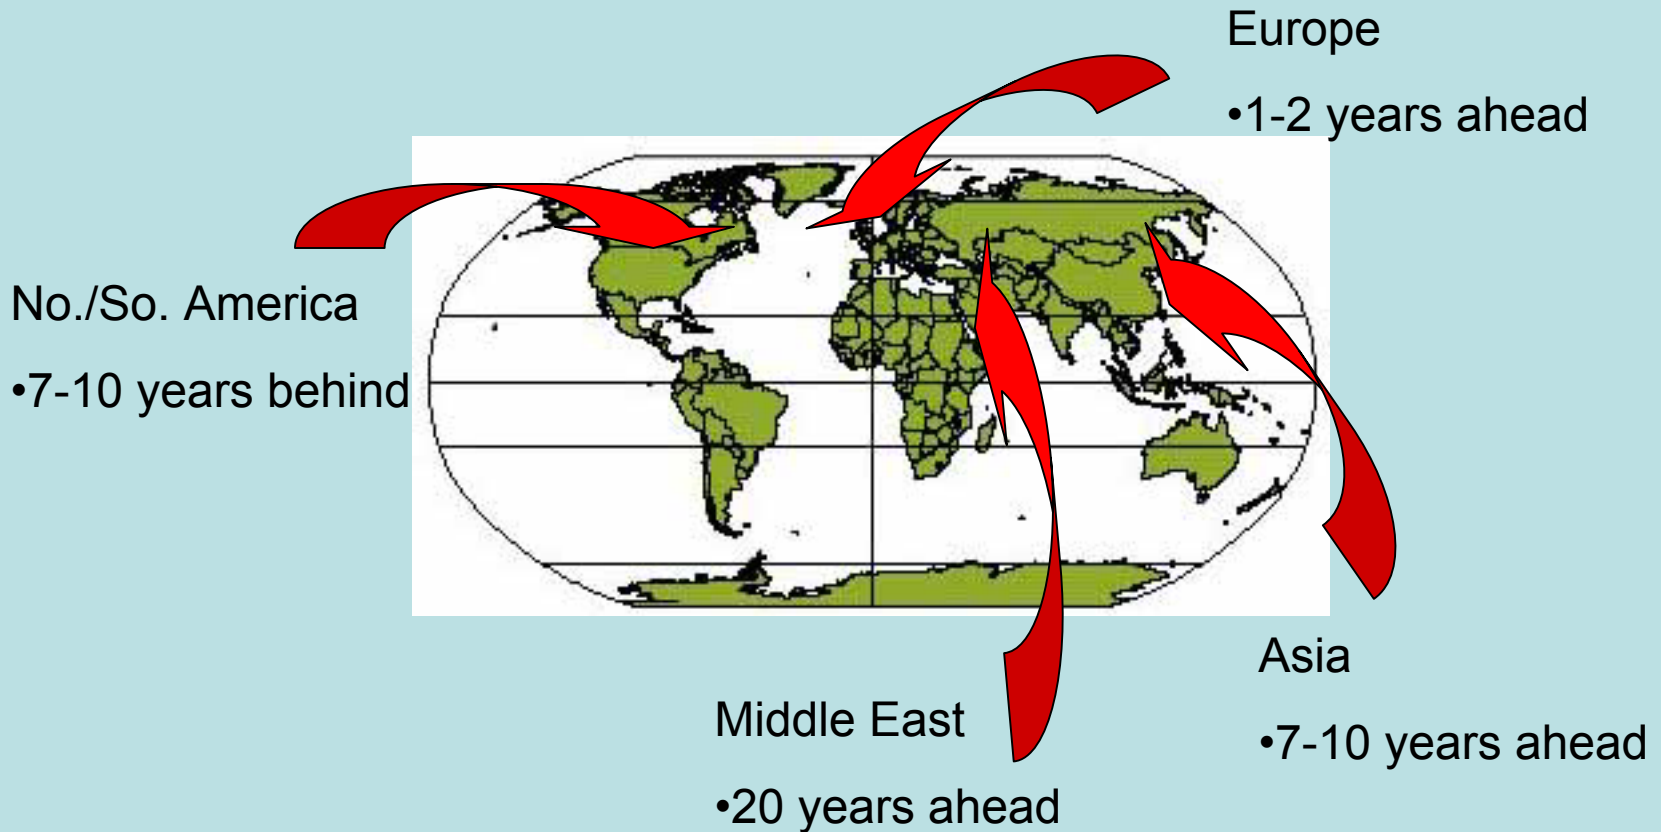 Europe
•1-2 years ahead
No./So. America
•7-10 years behind
Asia
•7-10 years ahead
Middle East
•20 years ahead